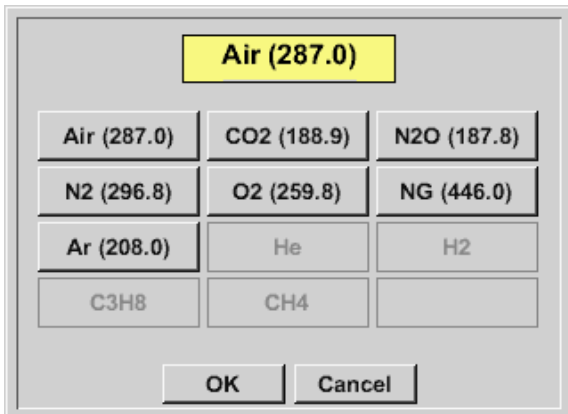 Air (287.0)
Air (287.0) CO2 (188.9) N2O (187.8)
N2 (296.8) O2 (259.8) NG (446.0)
Ar (208.0) He H2
C3H8 CH4
OK Cancel